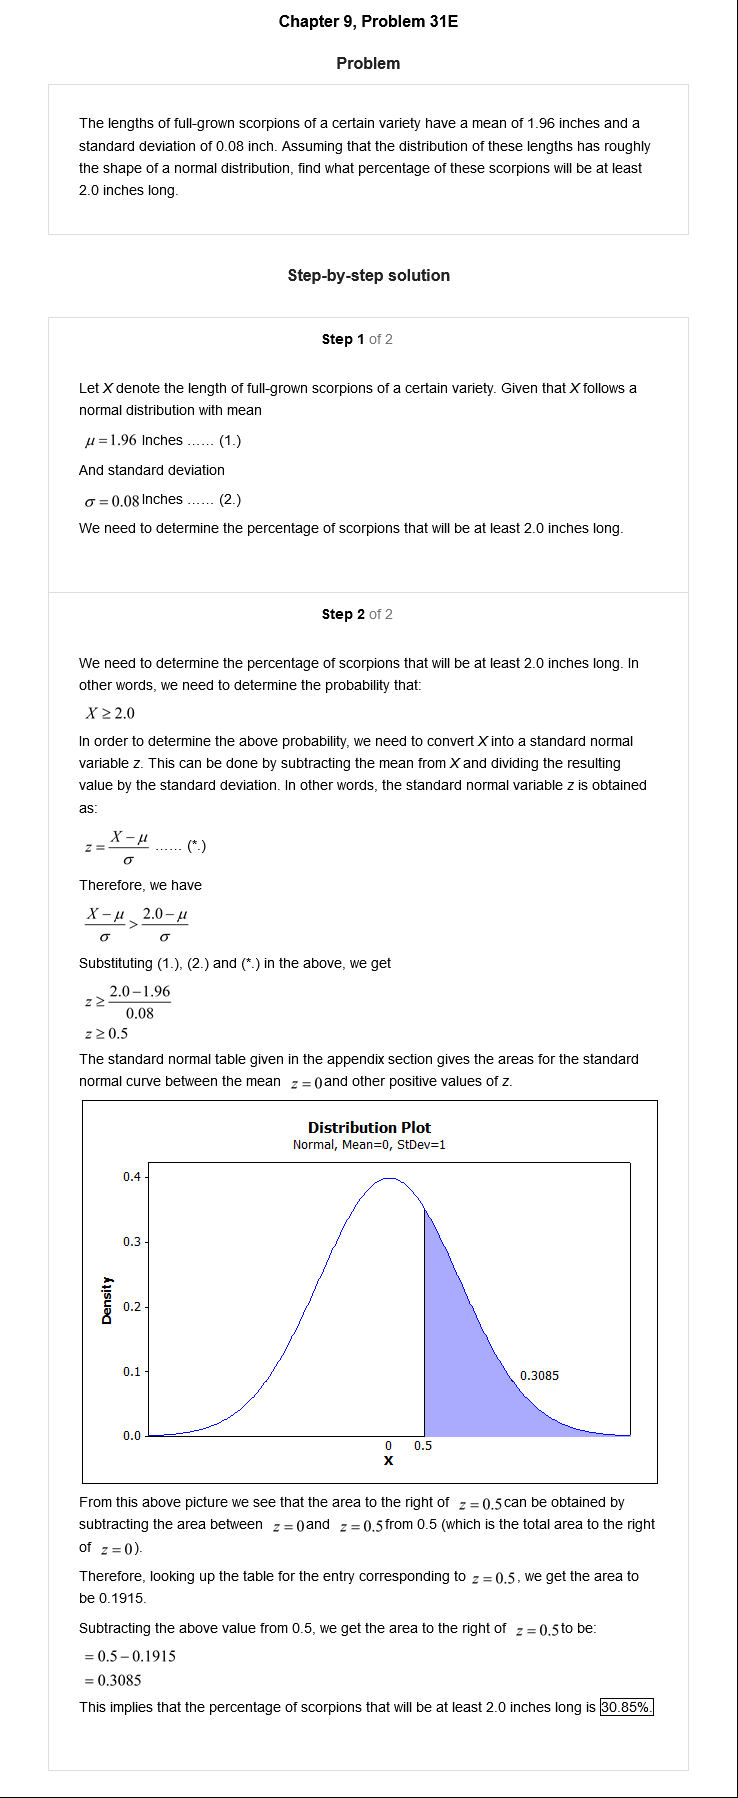 Chapter 9, Problem 31E
Problem
The lengths of full-grown scorpions of a certain variety have a mean of 1.96 inches and a
standard deviation of 0.08 inch. Assuming that the distribution of these lengths has roughly
the shape of a normal distribution, find what percentage of these scorpions will be at least
2.0 inches long.
Step-by-step solution
Step 1 of 2
Let X denote the length of full-grown scorpions of a certain variety. Given that X follows a
normal distribution with mean
μ = 1.96 Inches …… (1.)
And standard deviation
σ = 0.08 Inches …… (2.)
We need to determine the percentage of scorpions that will be at least 2.0 inches long.
Step 2 of 2
We need to determine the percentage of scorpions that will be at least 2.0 inches long. In
other words, we need to determine the probability that:
X ≥ 2.0
In order to determine the above probability, we need to convert X into a standard normal
variable z. This can be done by subtracting the mean from X and dividing the resulting
value by the standard deviation. In other words, the standard normal variable z is obtained
as:
z = (X − μ)/σ …… (*.)
Therefore, we have
(X − μ)/σ > (2.0 − μ)/σ
Substituting (1.), (2.) and (*.) in the above, we get
z ≥ (2.0 − 1.96)/0.08
z ≥ 0.5
The standard normal table given in the appendix section gives the areas for the standard
normal curve between the mean z = 0 and other positive values of z.
Distribution Plot
Normal, Mean=0, StDev=1
0.4
0.3
0.2
0.1
0.0
Density
0.3085
0 0.5
X
From this above picture we see that the area to the right of z = 0.5 can be obtained by
subtracting the area between z = 0 and z = 0.5 from 0.5 (which is the total area to the right
of z = 0).
Therefore, looking up the table for the entry corresponding to z = 0.5, we get the area to
be 0.1915.
Subtracting the above value from 0.5, we get the area to the right of z = 0.5 to be:
= 0.5 − 0.1915
= 0.3085
This implies that the percentage of scorpions that will be at least 2.0 inches long is 30.85%.